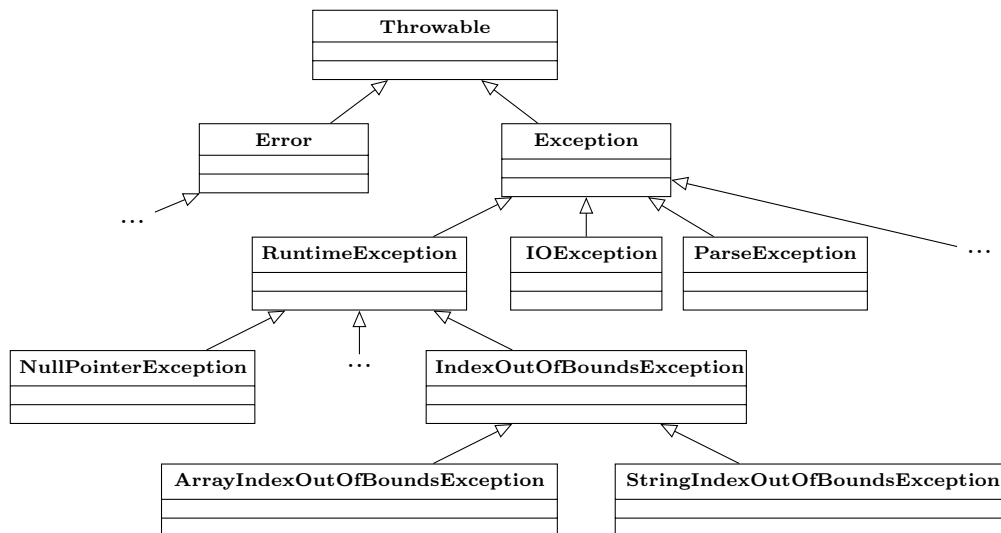 Throwable
Error
Exception
...
RuntimeException
IOException
ParseException
...
NullPointerException
...
IndexOutOfBoundsException
ArrayIndexOutOfBoundsException
StringIndexOutOfBoundsException